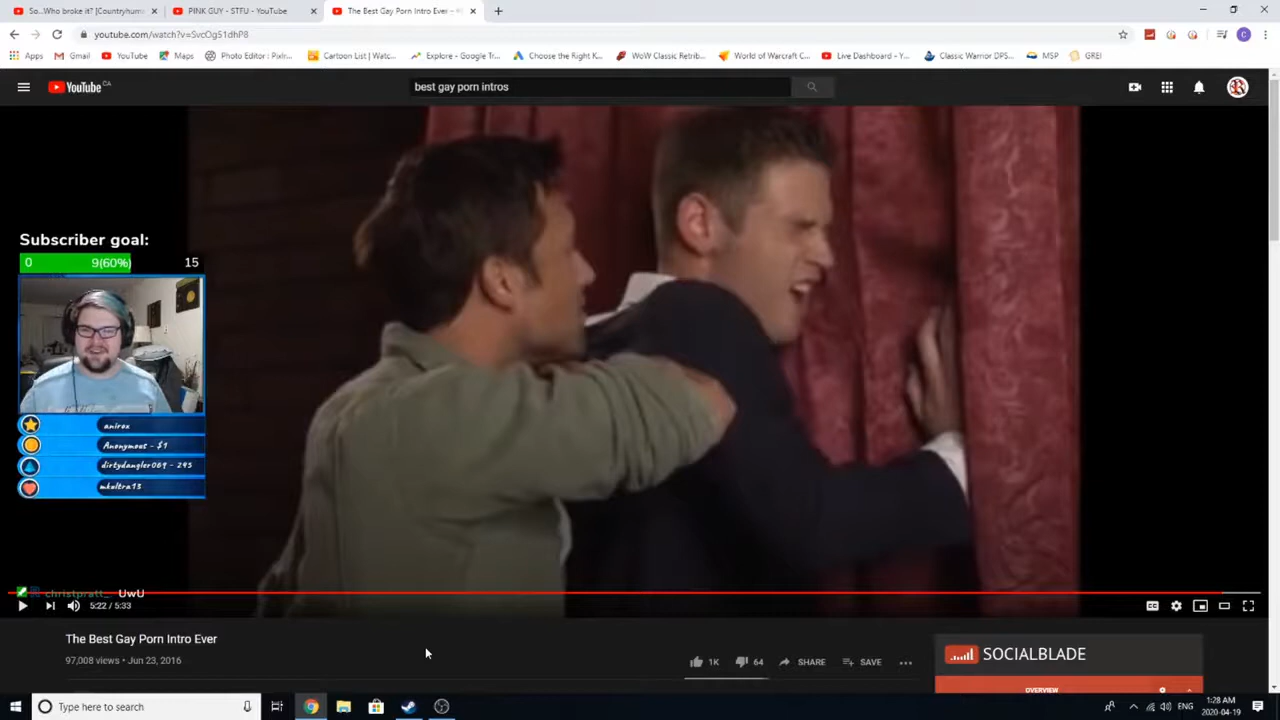 So...Who broke it? [Countryhum
PINK GUY - STFU - YouTube
The Best Gay Porn Intro Ever -
youtube.com/watch?v=SvcOg51dhP8
Apps
Gmail
YouTube
Maps
Photo Editor : Pixlr...
Cartoon List | Watc...
Explore - Google Tr...
Choose the Right K...
WoW Classic Retrib...
World of Warcraft C...
Live Dashboard - Y...
Classic Warrior DPS...
MSP
GREI
YouTube CA
best gay porn intros
Subscriber goal:
0 9(60%) 15
anirox
Anonymous - $1
dirtydangler069 - 245
mkultra13
christpratt_ UwU
5:22 / 5:33
The Best Gay Porn Intro Ever
97,008 views • Jun 23, 2016
1K 64 SHARE SAVE
SOCIALBLADE
OVERVIEW
Type here to search
ENG
1:28 AM
2020-04-19